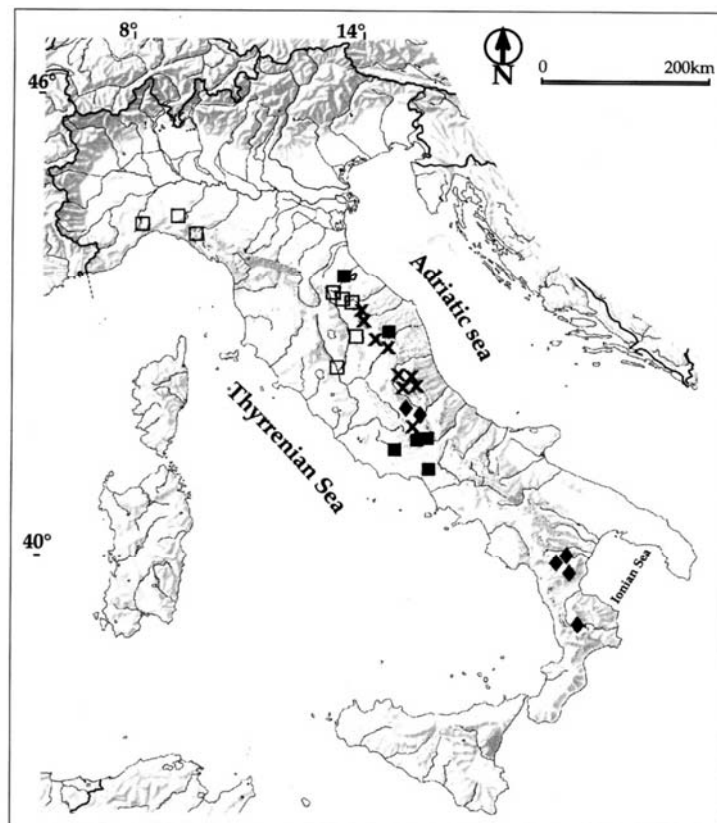 8°
14°
46°
N
0 200km
Adriatic sea
Thyrrenian Sea
40°
Ionian Sea